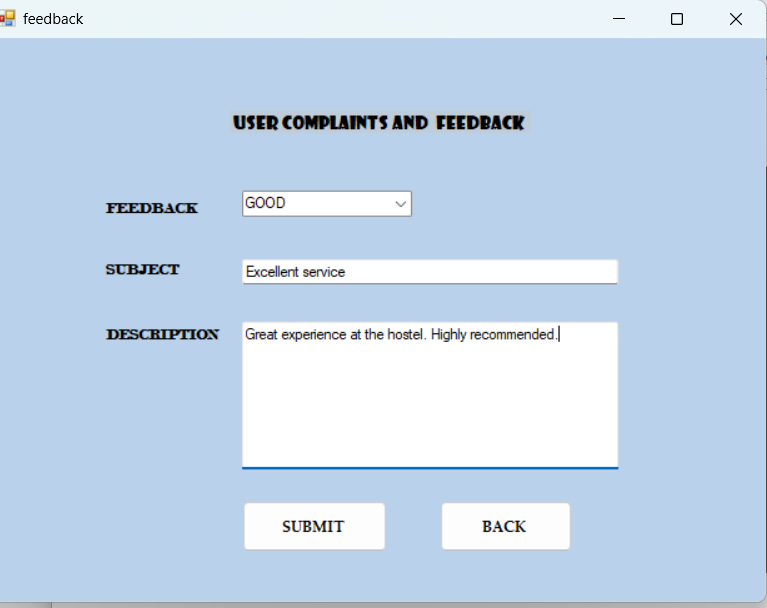 feedback
USER COMPLAINTS AND FEEDBACK
FEEDBACK GOOD
SUBJECT Excellent service
DESCRIPTION Great experience at the hostel. Highly recommended.
SUBMIT BACK